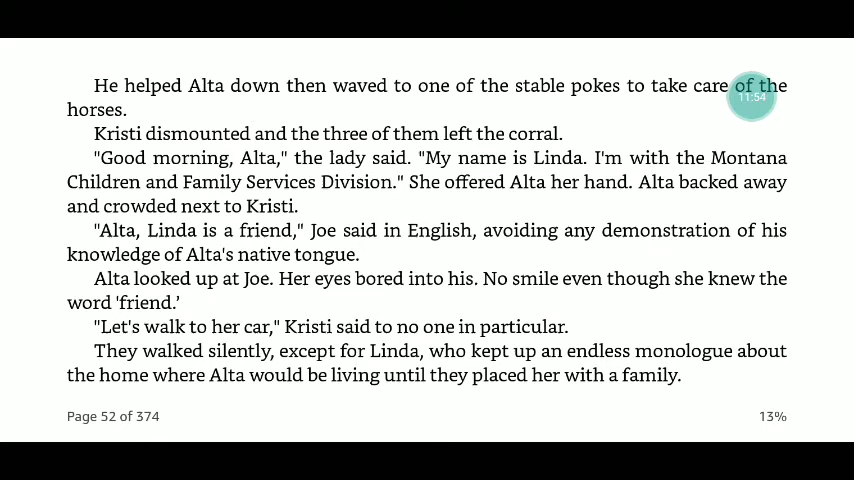 He helped Alta down then waved to one of the stable pokes to take care of the
11:54
horses.
Kristi dismounted and the three of them left the corral.
"Good morning, Alta," the lady said. "My name is Linda. I'm with the Montana
Children and Family Services Division." She offered Alta her hand. Alta backed away
and crowded next to Kristi.
"Alta, Linda is a friend," Joe said in English, avoiding any demonstration of his
knowledge of Alta's native tongue.
Alta looked up at Joe. Her eyes bored into his. No smile even though she knew the
word 'friend.’
"Let's walk to her car," Kristi said to no one in particular.
They walked silently, except for Linda, who kept up an endless monologue about
the home where Alta would be living until they placed her with a family.
Page 52 of 374
13%